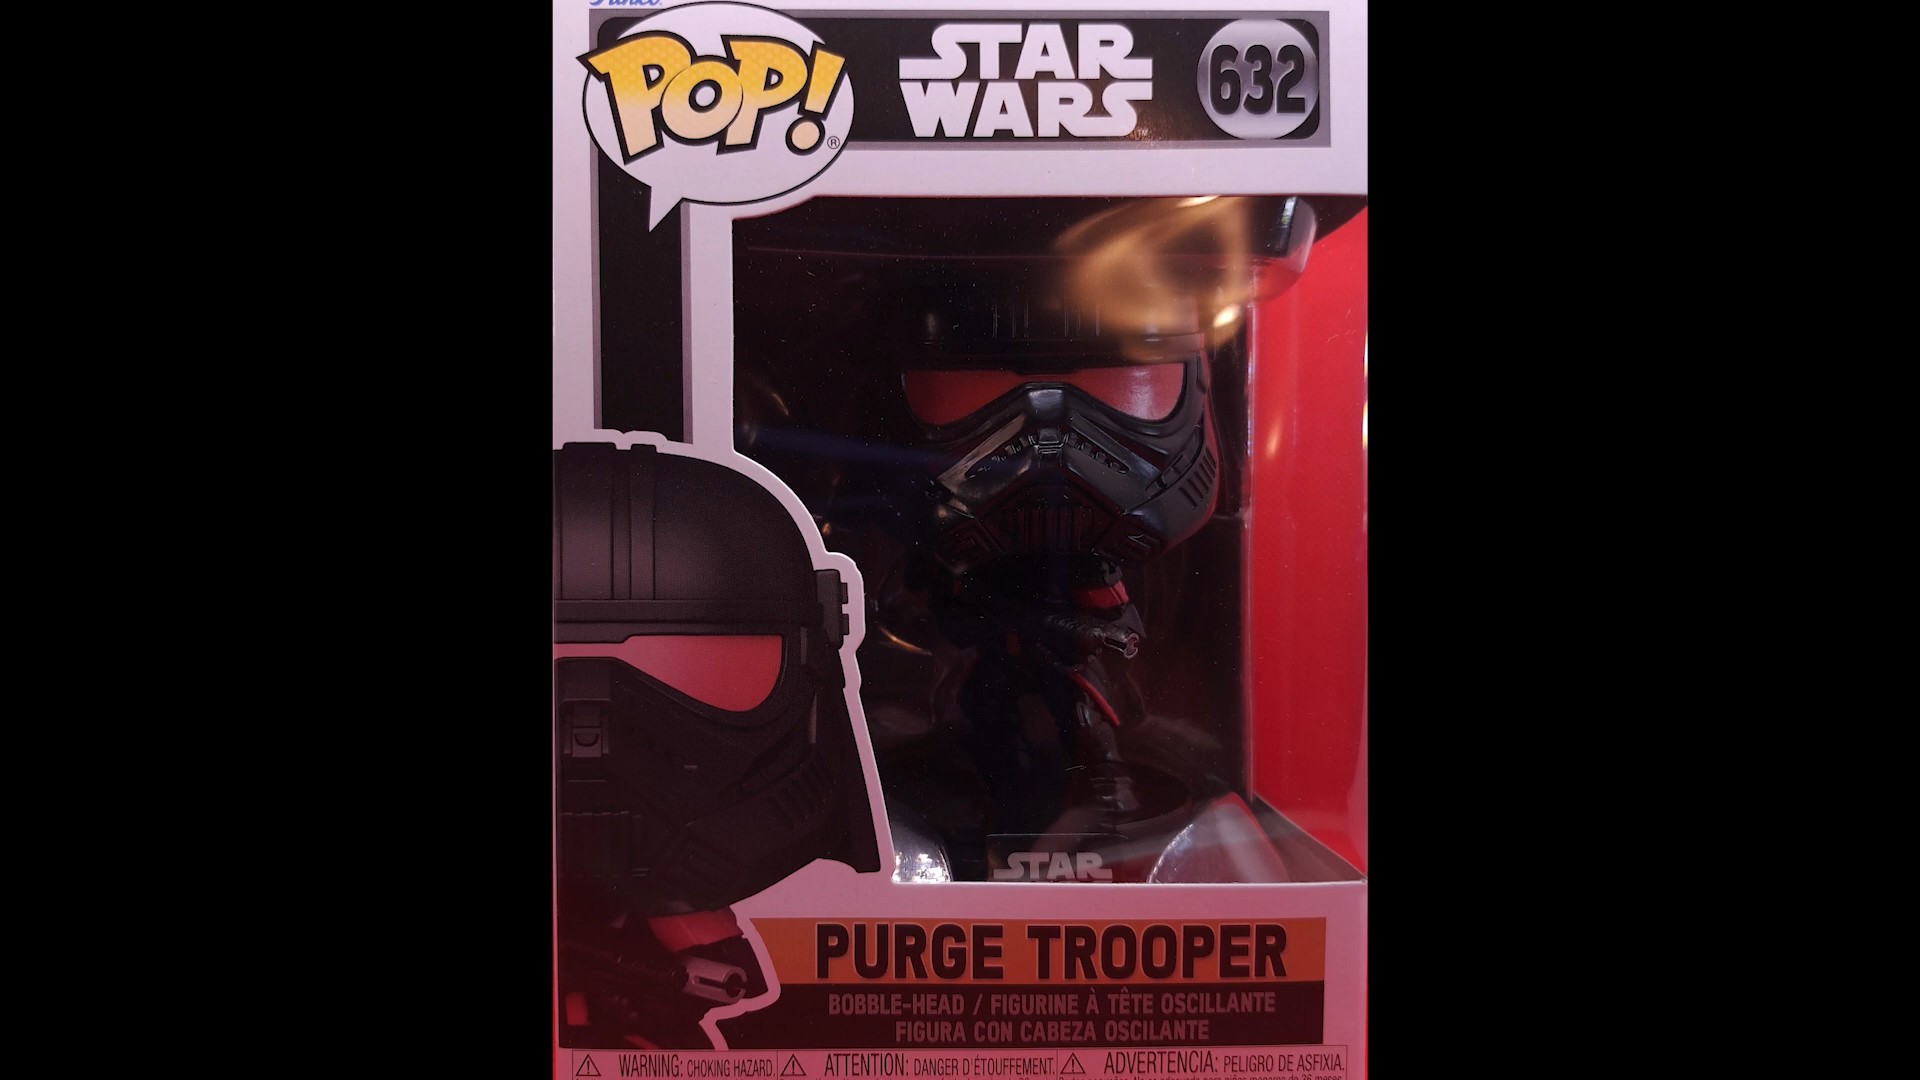 Funko
POP!®
STAR
WARS
632
STAR
PURGE TROOPER
BOBBLE-HEAD / FIGURINE À TÊTE OSCILLANTE
FIGURA CON CABEZA OSCILANTE
WARNING: CHOKING HAZARD. ATTENTION: DANGER D'ÉTOUFFEMENT. ADVERTENCIA: PELIGRO DE ASFIXIA.